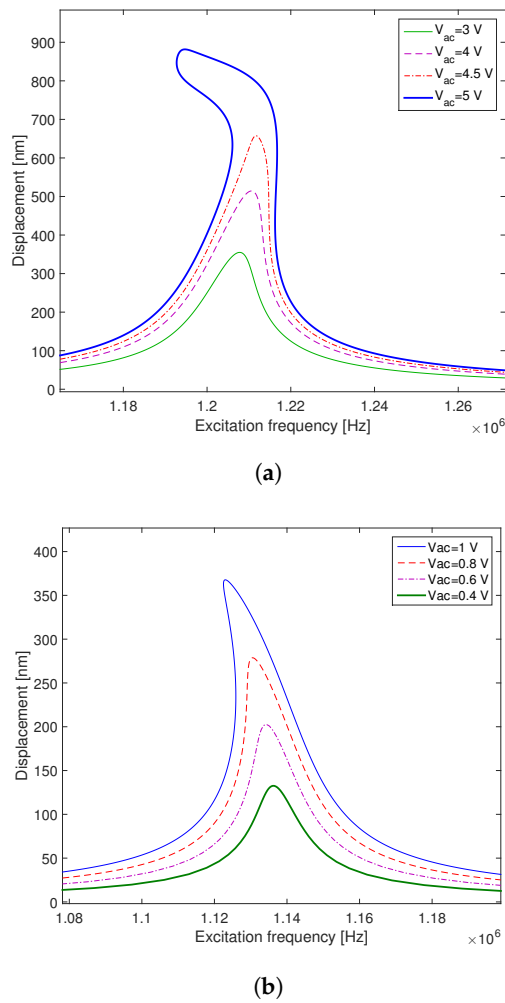 900
800
700
600
500
400
300
200
100
0
Displacement [nm]
V_ac=3 V
V_ac=4 V
V_ac=4.5 V
V_ac=5 V
1.18 1.2 1.22 1.24 1.26
×10^6
Excitation frequency [Hz]
(a)
400
350
300
250
200
150
100
50
0
Displacement [nm]
Vac=1 V
Vac=0.8 V
Vac=0.6 V
Vac=0.4 V
1.08 1.1 1.12 1.14 1.16 1.18
×10^6
Excitation frequency [Hz]
(b)